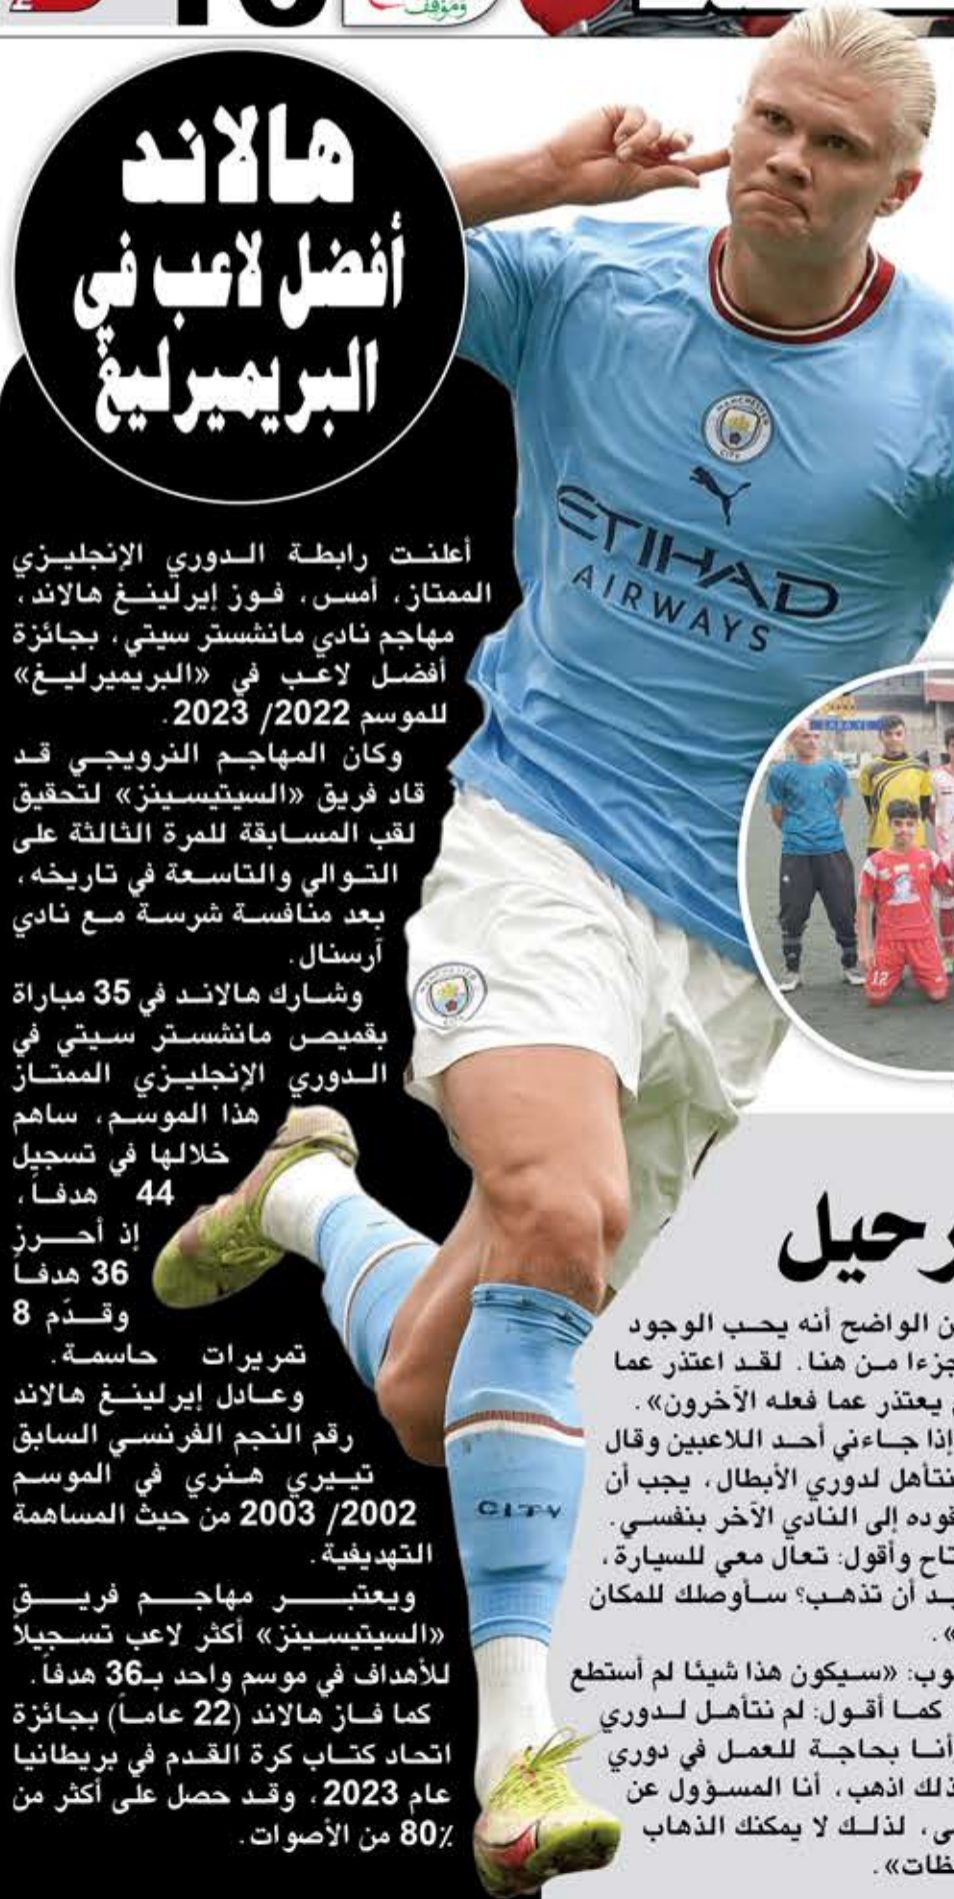 وموقف
هالاند
أفضل لاعب في
البريميرليغ
أعلنت رابطة الدوري الإنجليزي
الممتاز، أمس، فوز إيرلينغ هالاند،
مهاجم نادي مانشستر سيتي، بجائزة
أفضل لاعب في «البريميرليغ»
للموسم 2022/ 2023.
وكان المهاجم النرويجي قد
قاد فريق «السيتيسينز» لتحقيق
لقب المسابقة للمرة الثالثة على
التوالي والتاسعة في تاريخه،
بعد منافسة شرسة مع نادي
آرسنال.
وشارك هالاند في 35 مباراة
بقميص مانشستر سيتي في
الدوري الإنجليزي الممتاز
هذا الموسم، ساهم
خلالها في تسجيل
44 هدفاً،
إذ أحرز
36 هدفاً
وقدّم 8
تمريرات حاسمة.
وعادل إيرلينغ هالاند
رقم النجم الفرنسي السابق
تييري هنري في الموسم
2002/ 2003 من حيث المساهمة
التهديفية.
ويعتبر مهاجم فريق
«السيتيسينز» أكثر لاعب تسجيلاً
للأهداف في موسم واحد بـ36 هدفاً.
كما فاز هالاند (22 عاماً) بجائزة
اتحاد كتاب كرة القدم في بريطانيا
عام 2023، وقد حصل على أكثر من
80٪ من الأصوات.
MANCHESTER
CITY
ETIHAD
AIRWAYS
CITY
12
رحيل
ن الواضح أنه يحب الوجود
جزءا من هنا. لقد اعتذر عما
يعتذر عما فعله الآخرون».
إذا جاءني أحد اللاعبين وقال
نتأهل لدوري الأبطال، يجب أن
قوده إلى النادي الآخر بنفسي.
تاح وأقول: تعال معي للسيارة،
يد أن تذهب؟ سأوصلك للمكان
».
وب: «سيكون هذا شيئا لم أستطع
كما أقول: لم نتأهل لدوري
أنا بحاجة للعمل في دوري
ذلك اذهب، أنا المسؤول عن
ى، لذلك لا يمكنك الذهاب
ظات».